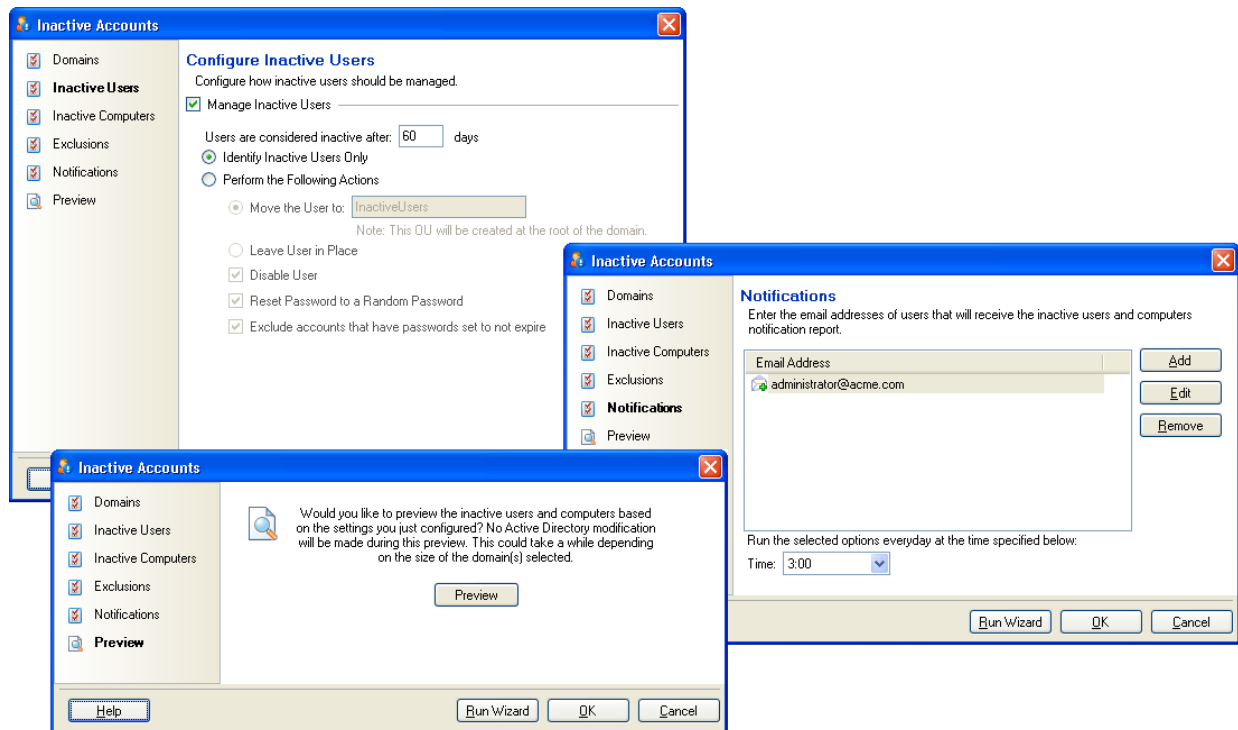 Inactive Accounts
Domains
Inactive Users
Inactive Computers
Exclusions
Notifications
Preview
Configure Inactive Users
Configure how inactive users should be managed.
Manage Inactive Users
Users are considered inactive after: 60 days
Identify Inactive Users Only
Perform the Following Actions
Move the User to: InactiveUsers
Note: This OU will be created at the root of the domain.
Leave User in Place
Disable User
Reset Password to a Random Password
Exclude accounts that have passwords set to not expire
Inactive Accounts
Domains
Inactive Users
Inactive Computers
Exclusions
Notifications
Preview
Notifications
Enter the email addresses of users that will receive the inactive users and computers
notification report.
Email Address
administrator@acme.com
Add
Edit
Remove
Run the selected options everyday at the time specified below:
Time: 3:00
Run Wizard
OK
Cancel
Inactive Accounts
Domains
Inactive Users
Inactive Computers
Exclusions
Notifications
Preview
Would you like to preview the inactive users and computers based
on the settings you just configured? No Active Directory modification
will be made during this preview. This could take a while depending
on the size of the domain(s) selected.
Preview
Help
Run Wizard
OK
Cancel